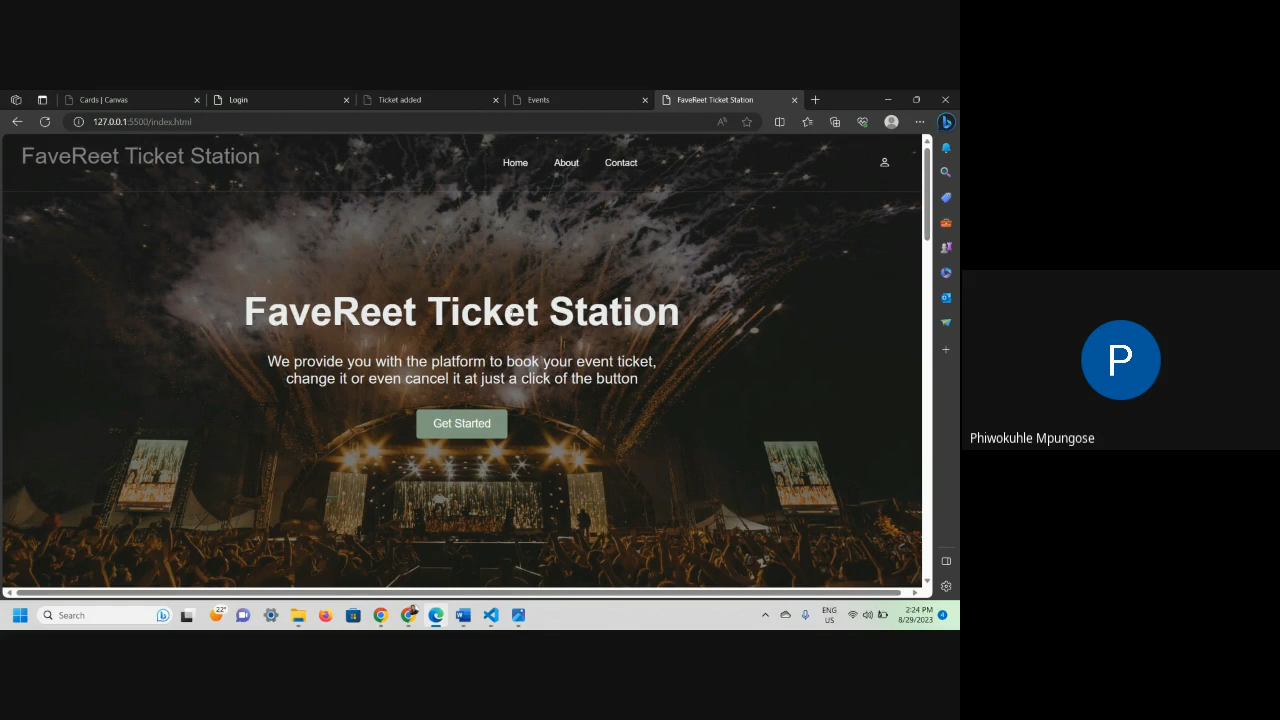 Cards | Canvas
Login
Ticket added
Events
FaveReet Ticket Station
127.0.0.1:5500/index.html
FaveReet Ticket Station
Home
About
Contact
FaveReet Ticket Station
We provide you with the platform to book your event ticket,
change it or even cancel it at just a click of the button
Get Started
P
Phiwokuhle Mpungose
22°
Search
ENG
US
2:24 PM
8/29/2023
4